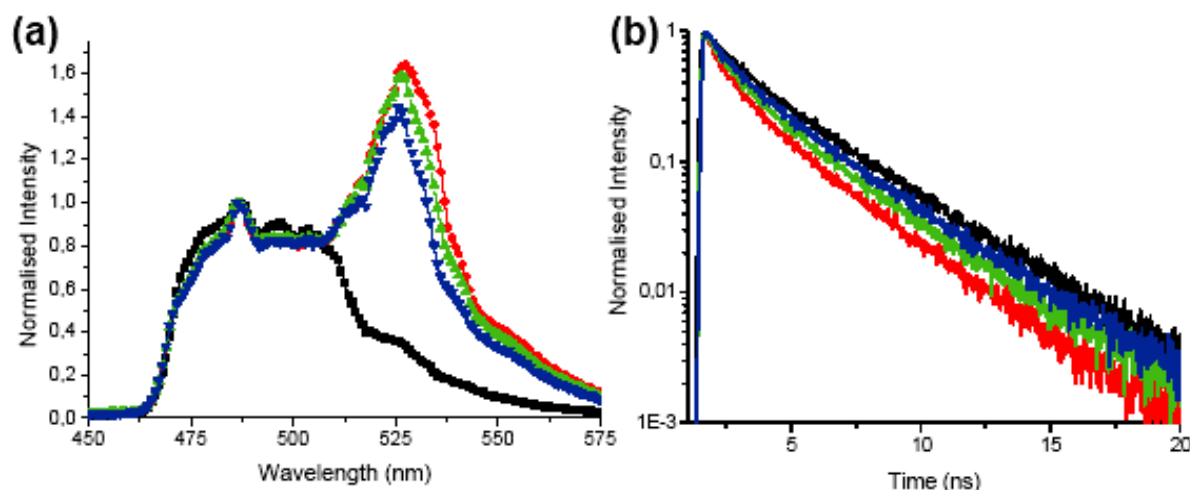 (a)
Normalised Intensity
1,6
1,4
1,2
1,0
0,8
0,6
0,4
0,2
0,0
450 475 500 525 550 575
Wavelength (nm)
(b)
Normalised Intensity
1
0,1
0,01
1E-3
5 10 15 20
Time (ns)